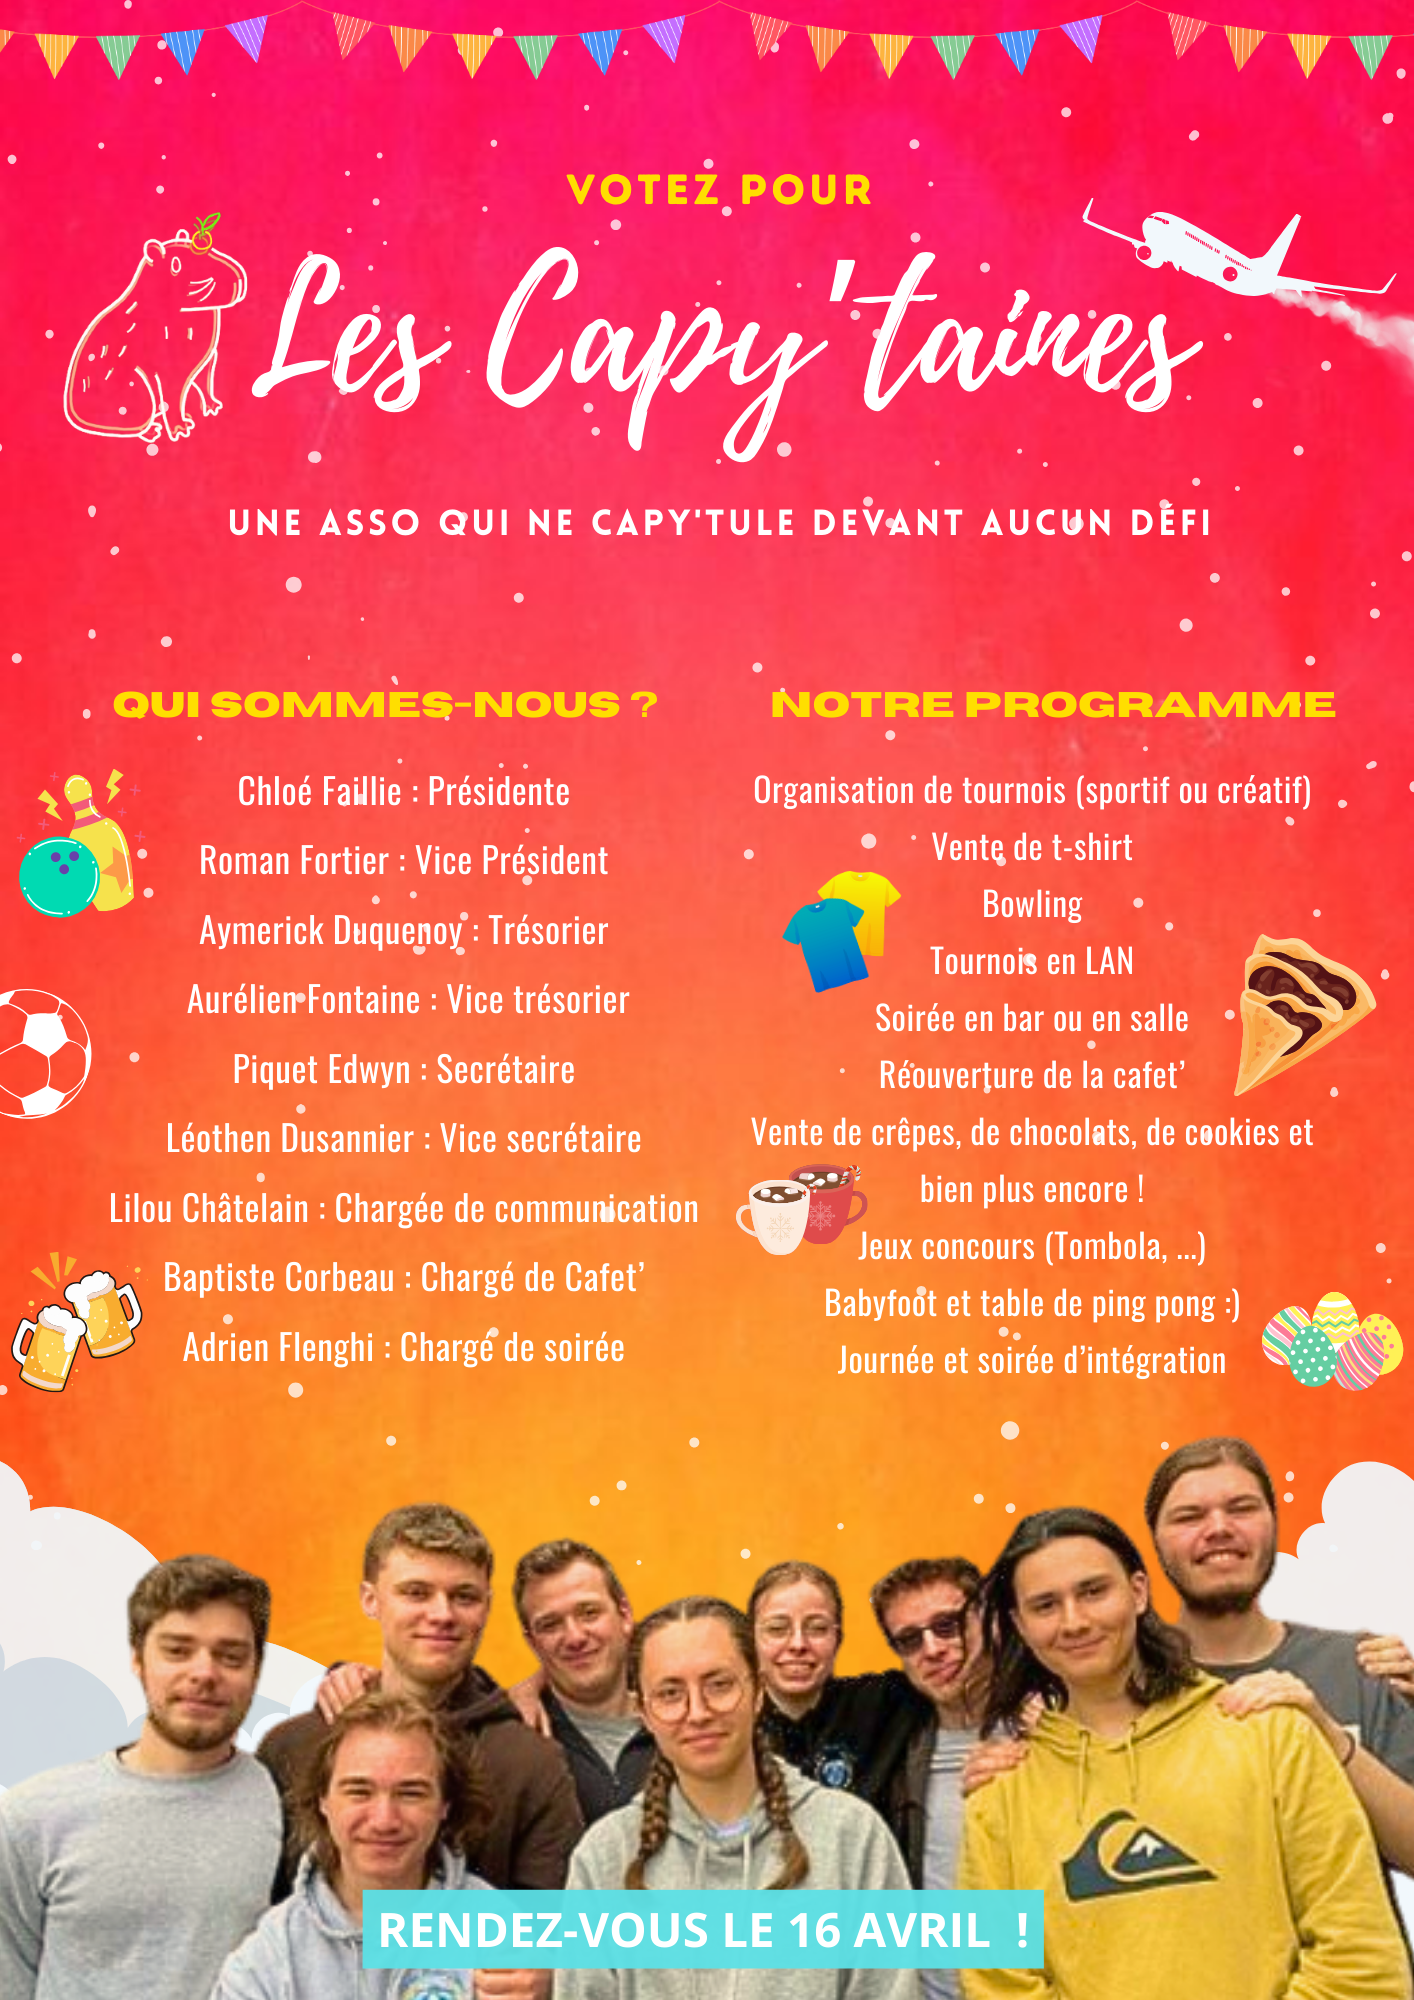 VOTEZ POUR
Les Capy'taines
UNE ASSO QUI NE CAPY'TULE DEVANT AUCUN DÉFI
QUI SOMMES-NOUS ?
Chloé Faillie : Présidente
Roman Fortier : Vice Président
Aymerick Duquenoy : Trésorier
Aurélien Fontaine : Vice trésorier
Piquet Edwyn : Secrétaire
Léothen Dusannier : Vice secrétaire
Lilou Châtelain : Chargée de communication
Baptiste Corbeau : Chargé de Cafet’
Adrien Flenghi : Chargé de soirée
NOTRE PROGRAMME
Organisation de tournois (sportif ou créatif)
Vente de t-shirt
Bowling
Tournois en LAN
Soirée en bar ou en salle
Réouverture de la cafet’
Vente de crêpes, de chocolats, de cookies et
bien plus encore !
Jeux concours (Tombola, ...)
Babyfoot et table de ping pong :)
Journée et soirée d’intégration
RENDEZ-VOUS LE 16 AVRIL !